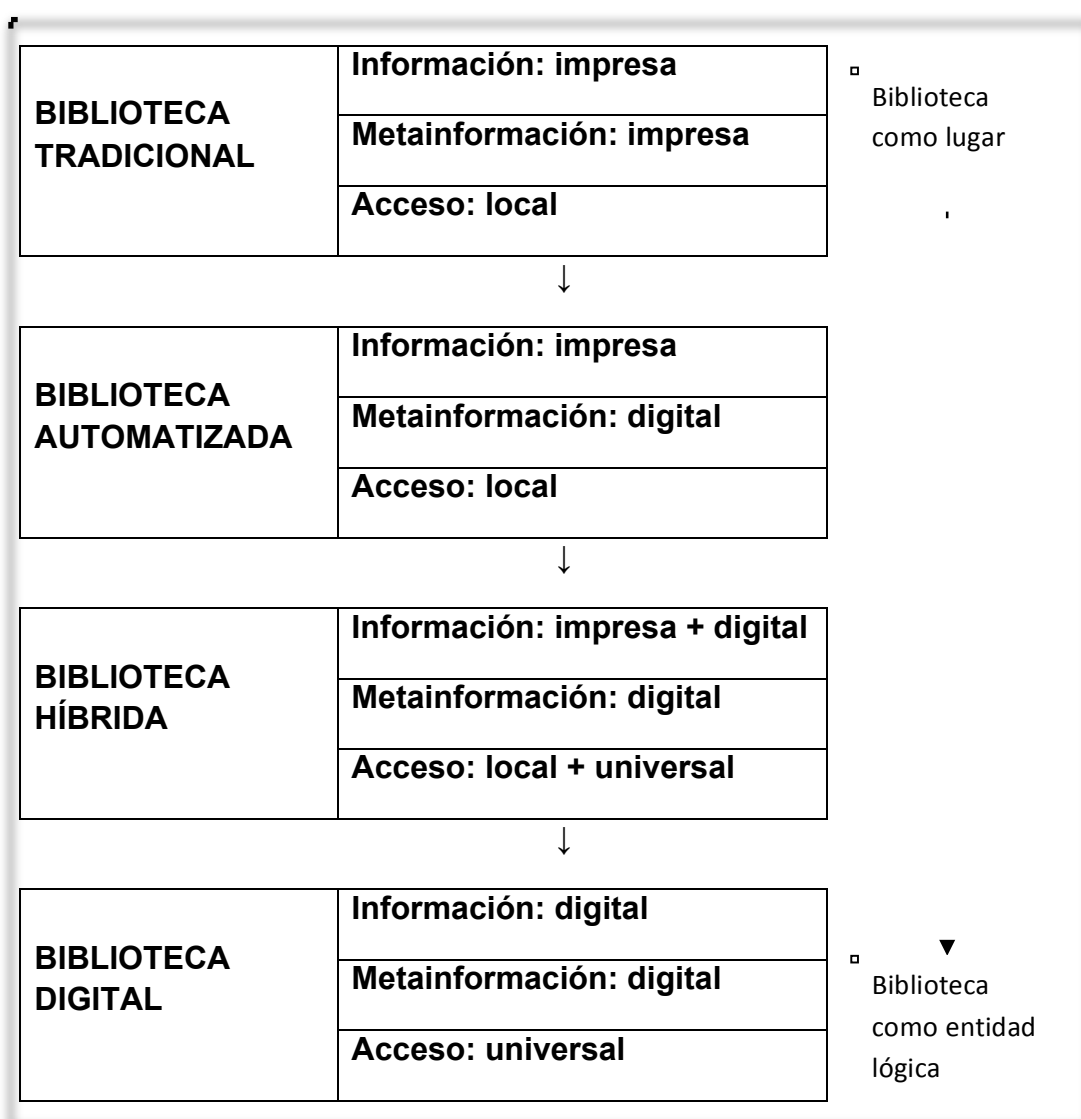 BIBLIOTECA
TRADICIONAL
Información: impresa
Metainformación: impresa
Acceso: local
Biblioteca
como lugar
↓
BIBLIOTECA
AUTOMATIZADA
Información: impresa
Metainformación: digital
Acceso: local
↓
BIBLIOTECA
HÍBRIDA
Información: impresa + digital
Metainformación: digital
Acceso: local + universal
↓
BIBLIOTECA
DIGITAL
Información: digital
Metainformación: digital
Acceso: universal
Biblioteca
como entidad
lógica